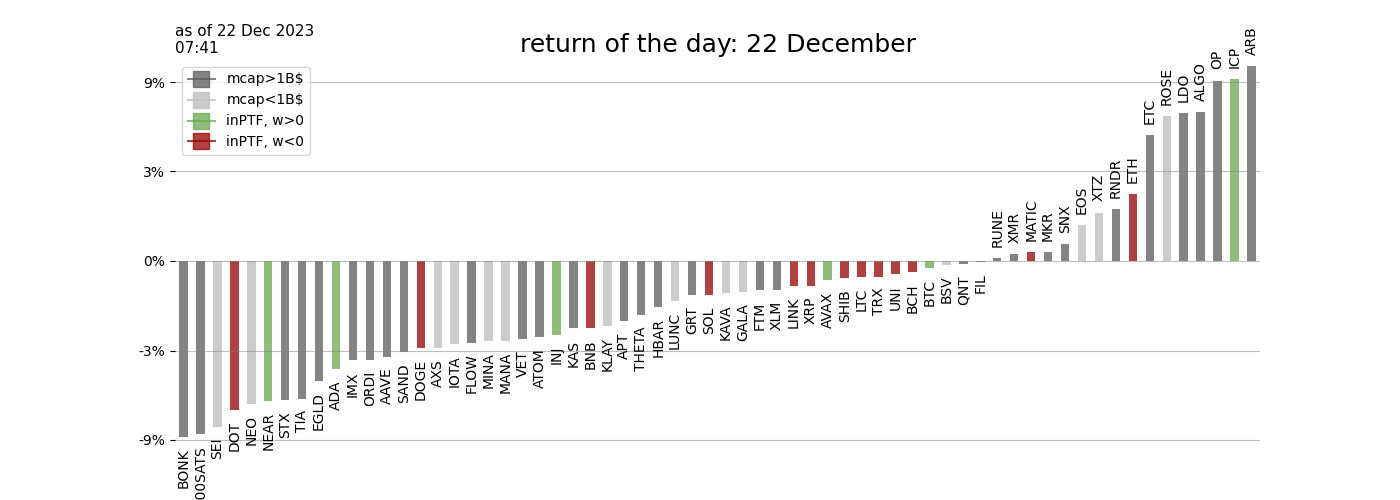 as of 22 Dec 2023
07:41
return of the day: 22 December
mcap>1B$
mcap<1B$
inPTF, w>0
inPTF, w<0
9%
3%
0%
-3%
-9%
BONK
00SATS
SEI
DOT
NEO
NEAR
STX
TIA
EGLD
ADA
IMX
ORDI
AAVE
SAND
DOGE
AXS
IOTA
FLOW
MINA
MANA
VET
ATOM
INJ
KAS
BNB
KLAY
APT
THETA
HBAR
LUNC
GRT
SOL
KAVA
GALA
FTM
XLM
LINK
XRP
AVAX
SHIB
LTC
TRX
UNI
BCH
BTC
BSV
QNT
FIL
RUNE
XMR
MATIC
MKR
SNX
EOS
XTZ
RNDR
ETH
ETC
ROSE
LDO
ALGO
OP
ICP
ARB